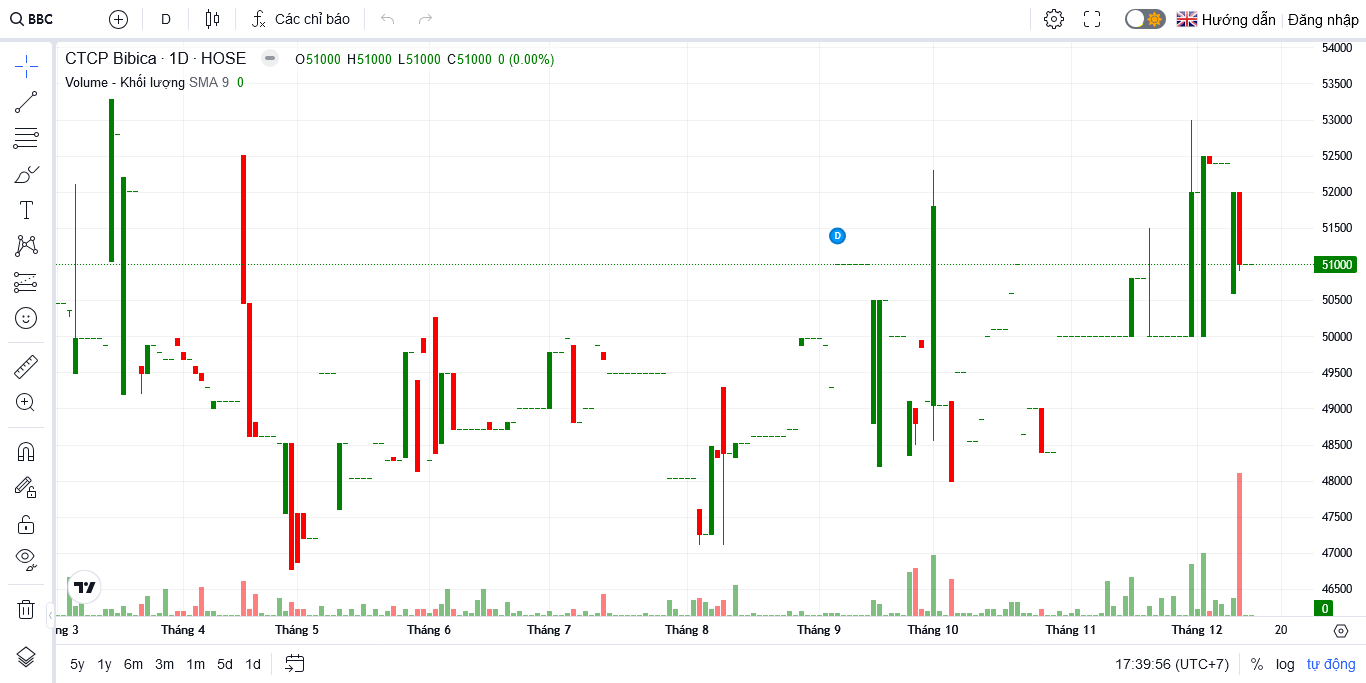 BBC D Các chỉ báo Hướng dẫn Đăng nhập
CTCP Bibica · 1D · HOSE O51000 H51000 L51000 C51000 0 (0.00%)
Volume - Khối lượng SMA 9 0
54000
53500
53000
52500
52000
51500
51000
50500
50000
49500
49000
48500
48000
47500
47000
46500
0
D
ng 3 Tháng 4 Tháng 5 Tháng 6 Tháng 7 Tháng 8 Tháng 9 Tháng 10 Tháng 11 Tháng 12 20
5y 1y 6m 3m 1m 5d 1d 17:39:56 (UTC+7) % log tự động